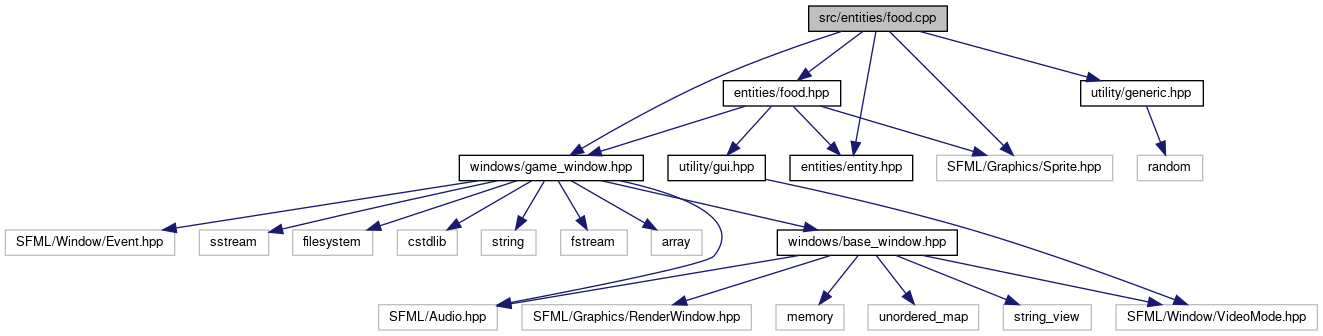 src/entities/food.cpp
entities/food.hpp
utility/generic.hpp
windows/game_window.hpp
utility/gui.hpp
entities/entity.hpp
SFML/Graphics/Sprite.hpp
random
SFML/Window/Event.hpp
sstream
filesystem
cstdlib
string
fstream
array
windows/base_window.hpp
SFML/Audio.hpp
SFML/Graphics/RenderWindow.hpp
memory
unordered_map
string_view
SFML/Window/VideoMode.hpp